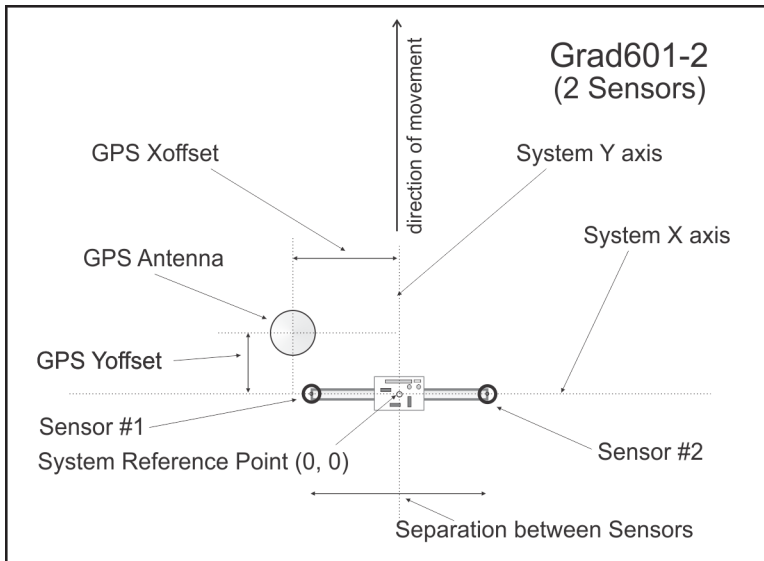 Grad601-2
(2 Sensors)
direction of movement
GPS Xoffset
System Y axis
System X axis
GPS Antenna
GPS Yoffset
Sensor #1
Sensor #2
System Reference Point (0, 0)
Separation between Sensors